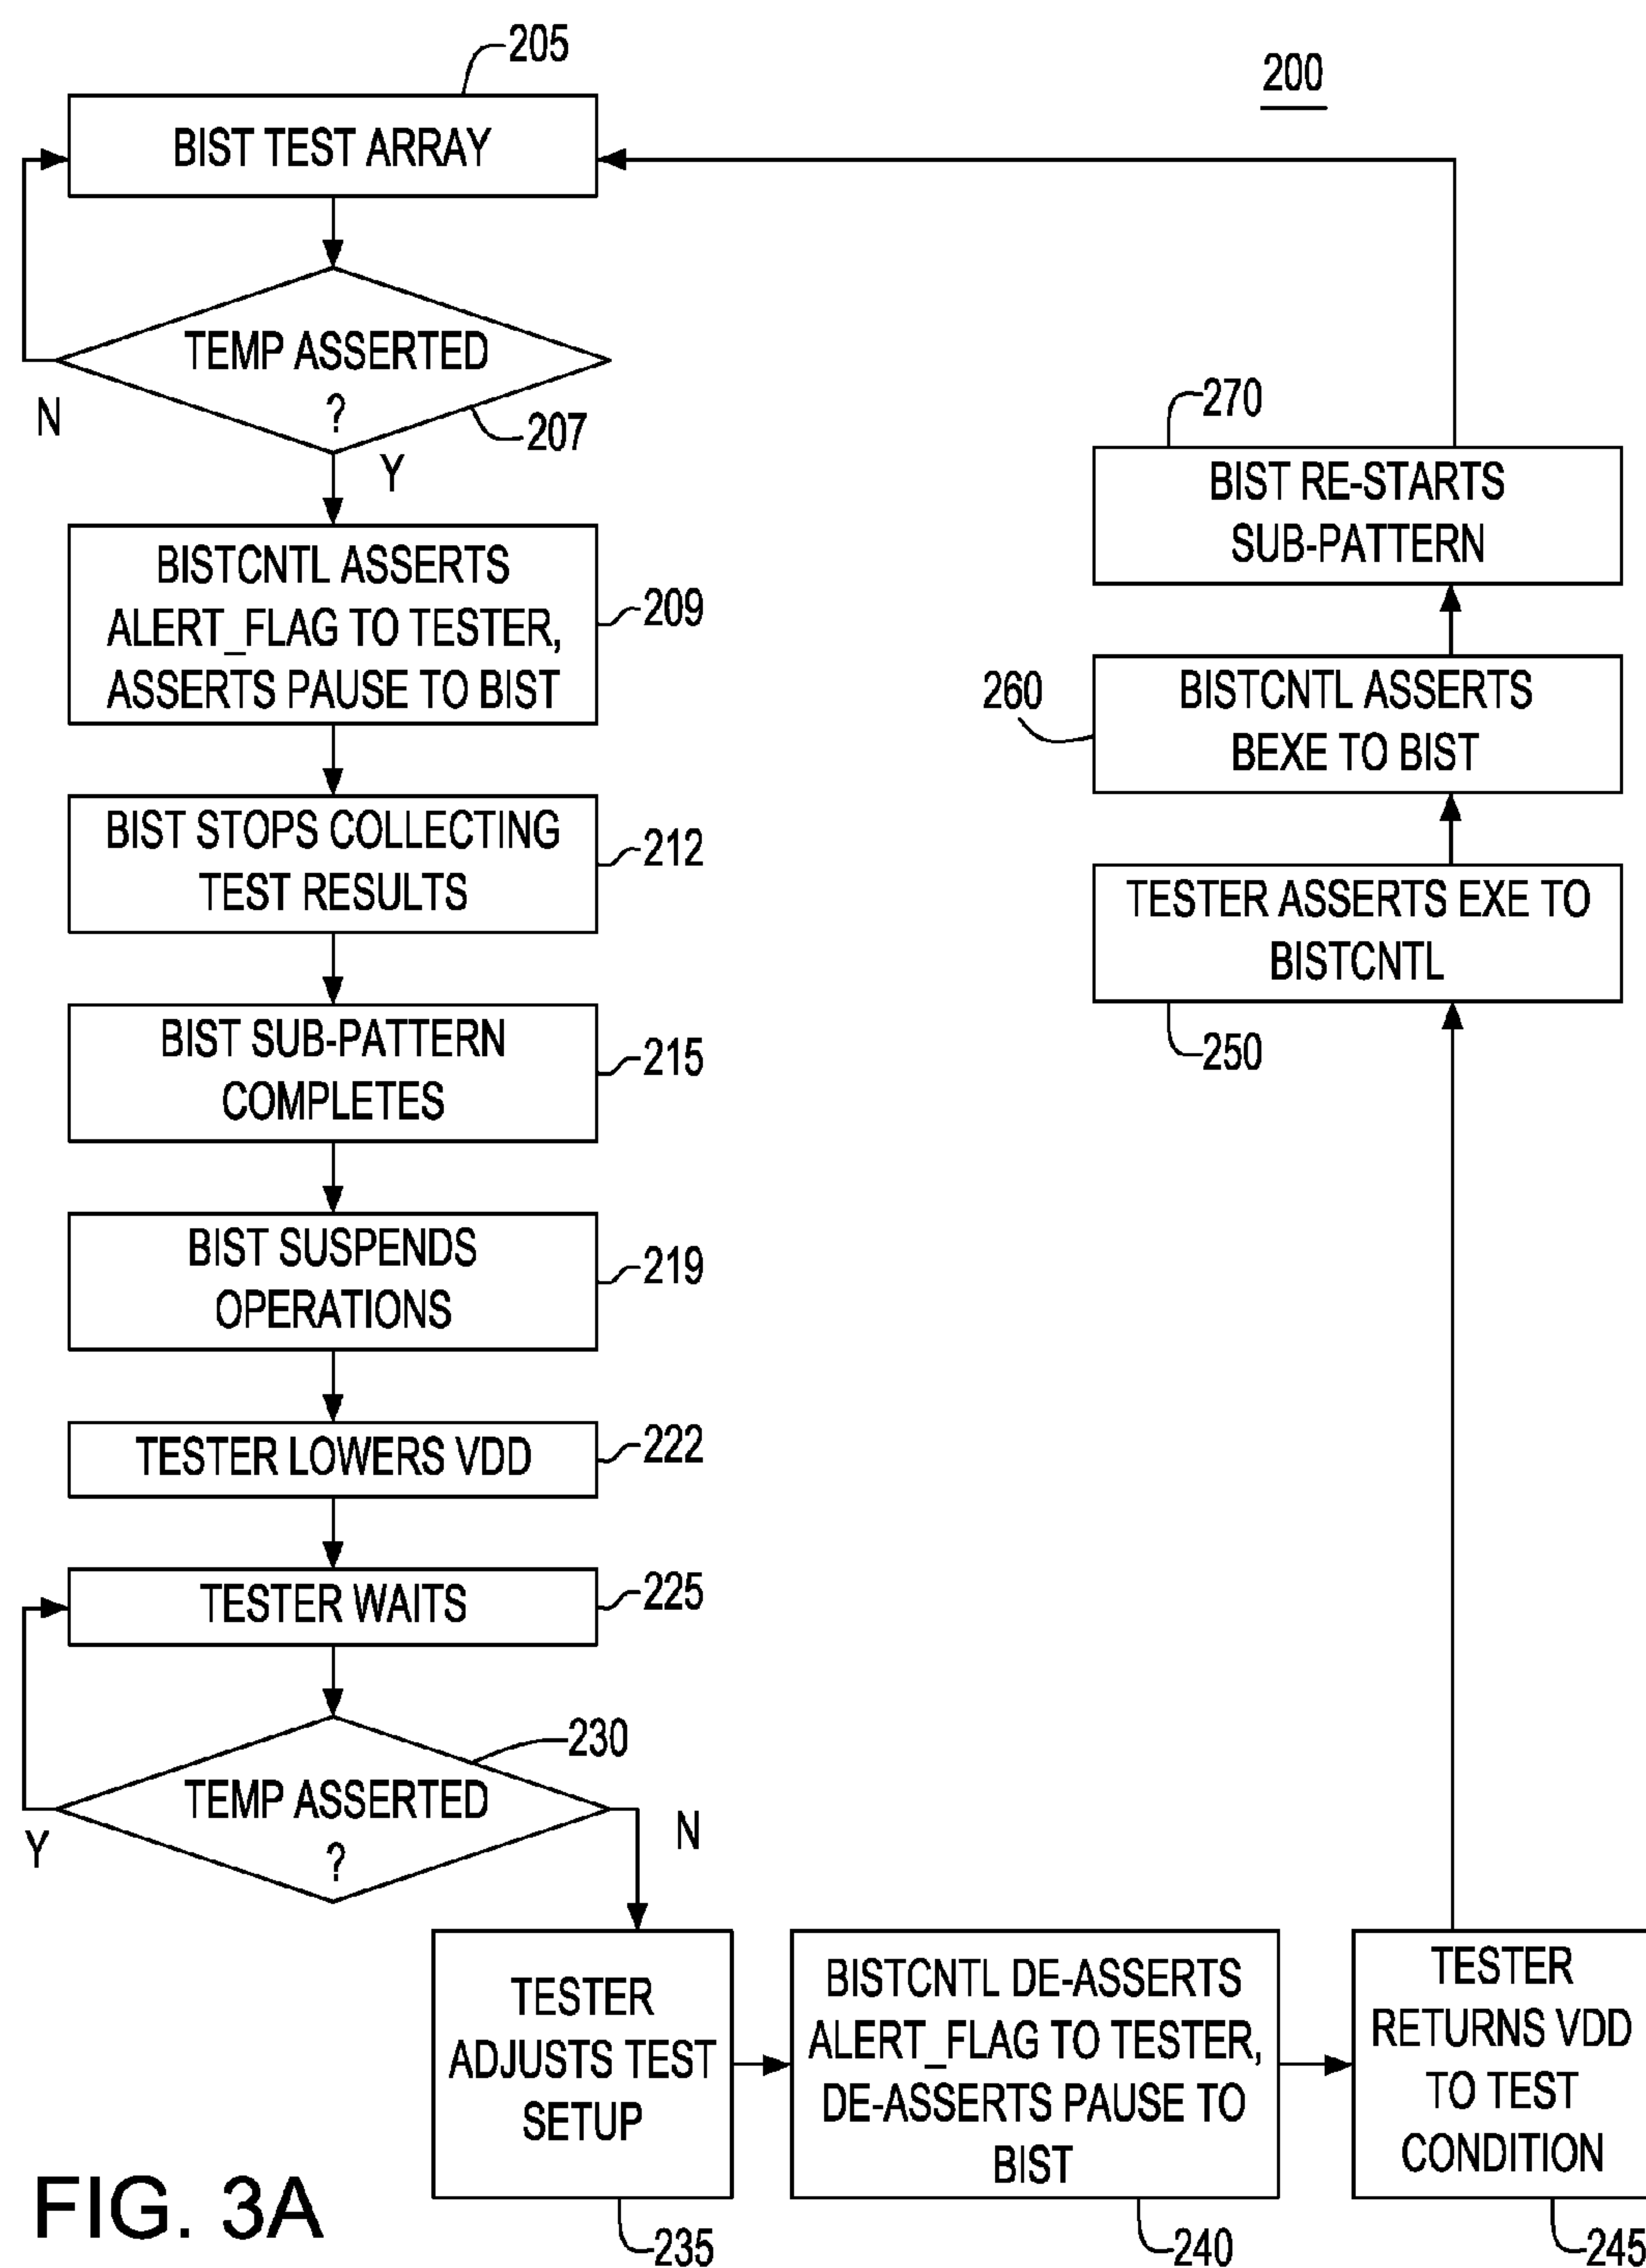 205
200
BIST TEST ARRAY
TEMP ASSERTED
?
N
207
Y
BISTCNTL ASSERTS
ALERT_FLAG TO TESTER,
ASSERTS PAUSE TO BIST
209
BIST STOPS COLLECTING
TEST RESULTS
212
BIST SUB-PATTERN
COMPLETES
215
BIST SUSPENDS
OPERATIONS
219
TESTER LOWERS VDD
222
TESTER WAITS
225
230
TEMP ASSERTED
?
Y
N
TESTER
ADJUSTS TEST
SETUP
235
BISTCNTL DE-ASSERTS
ALERT_FLAG TO TESTER,
DE-ASSERTS PAUSE TO
BIST
240
TESTER
RETURNS VDD
TO TEST
CONDITION
245
TESTER ASSERTS EXE TO
BISTCNTL
250
260
BISTCNTL ASSERTS
BEXE TO BIST
270
BIST RE-STARTS
SUB-PATTERN
FIG. 3A